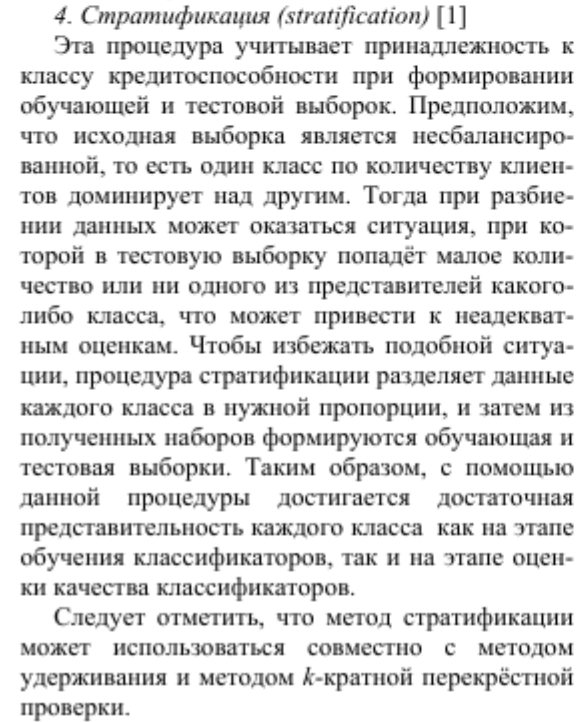 4. Стратификация (stratification) [1]
Эта процедура учитывает принадлежность к
классу кредитоспособности при формировании
обучающей и тестовой выборок. Предположим,
что исходная выборка является несбалансиро-
ванной, то есть один класс по количеству клиен-
тов доминирует над другим. Тогда при разбие-
нии данных может оказаться ситуация, при ко-
торой в тестовую выборку попадёт малое коли-
чество или ни одного из представителей какого-
либо класса, что может привести к неадекват-
ным оценкам. Чтобы избежать подобной ситуа-
ции, процедура стратификации разделяет данные
каждого класса в нужной пропорции, и затем из
полученных наборов формируются обучающая и
тестовая выборки. Таким образом, с помощью
данной процедуры достигается достаточная
представительность каждого класса как на этапе
обучения классификаторов, так и на этапе оцен-
ки качества классификаторов.
Следует отметить, что метод стратификации
может использоваться совместно с методом
удерживания и методом k-кратной перекрёстной
проверки.